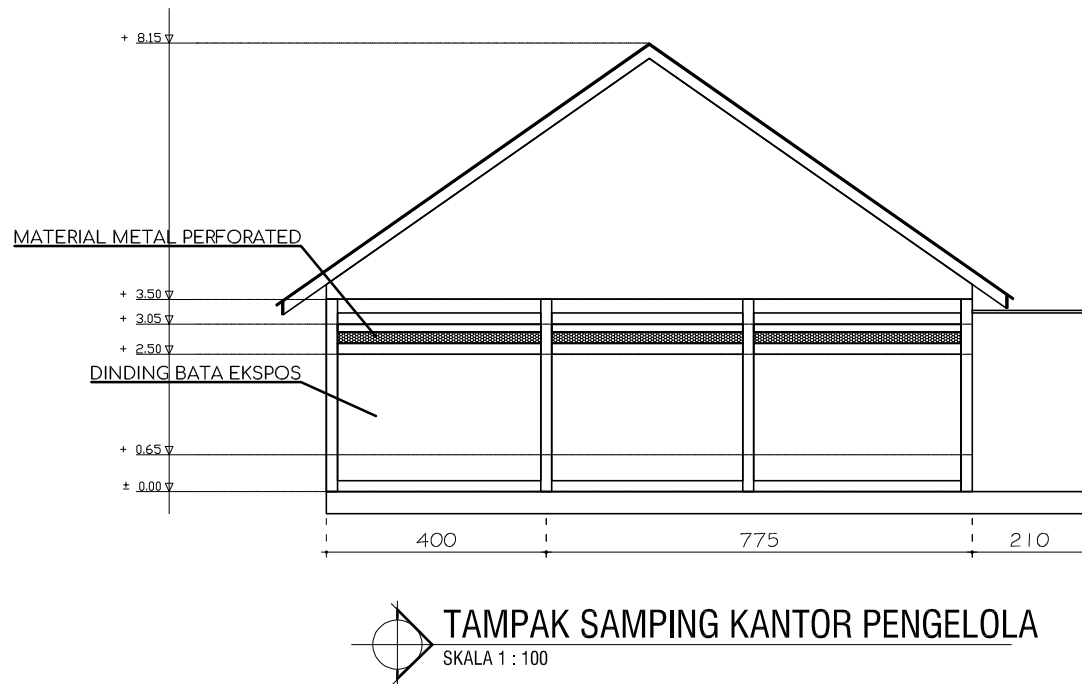 + 8.15
MATERIAL METAL PERFORATED
+ 3.50
+ 3.05
+ 2.50
DINDING BATA EKSPOS
+ 0.65
± 0.00
400 775 210
TAMPAK SAMPING KANTOR PENGELOLA
SKALA 1 : 100